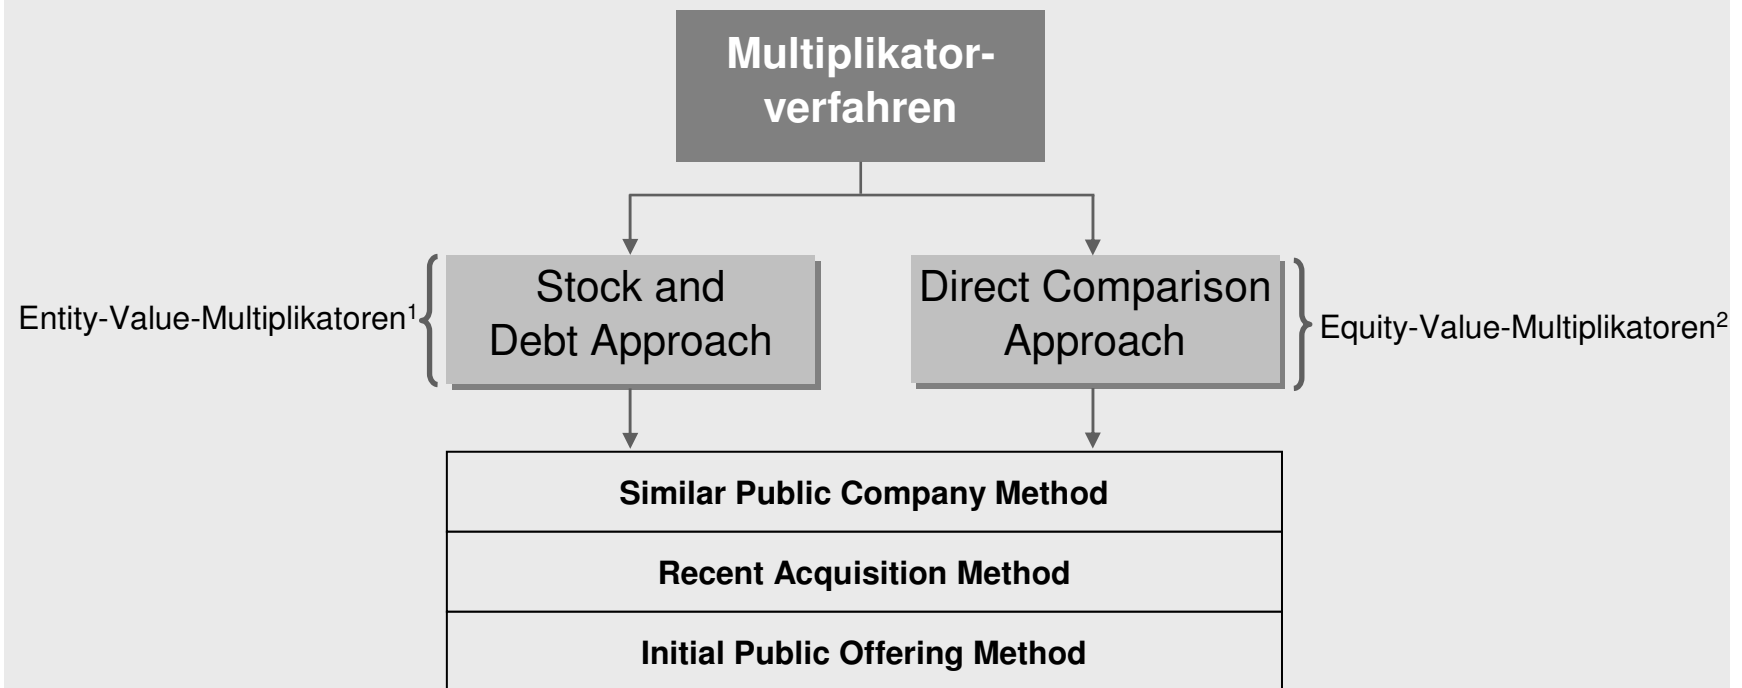 Multiplikator-
verfahren
Stock and
Debt Approach
Direct Comparison
Approach
Entity-Value-Multiplikatoren¹
Equity-Value-Multiplikatoren²
Similar Public Company Method
Recent Acquisition Method
Initial Public Offering Method